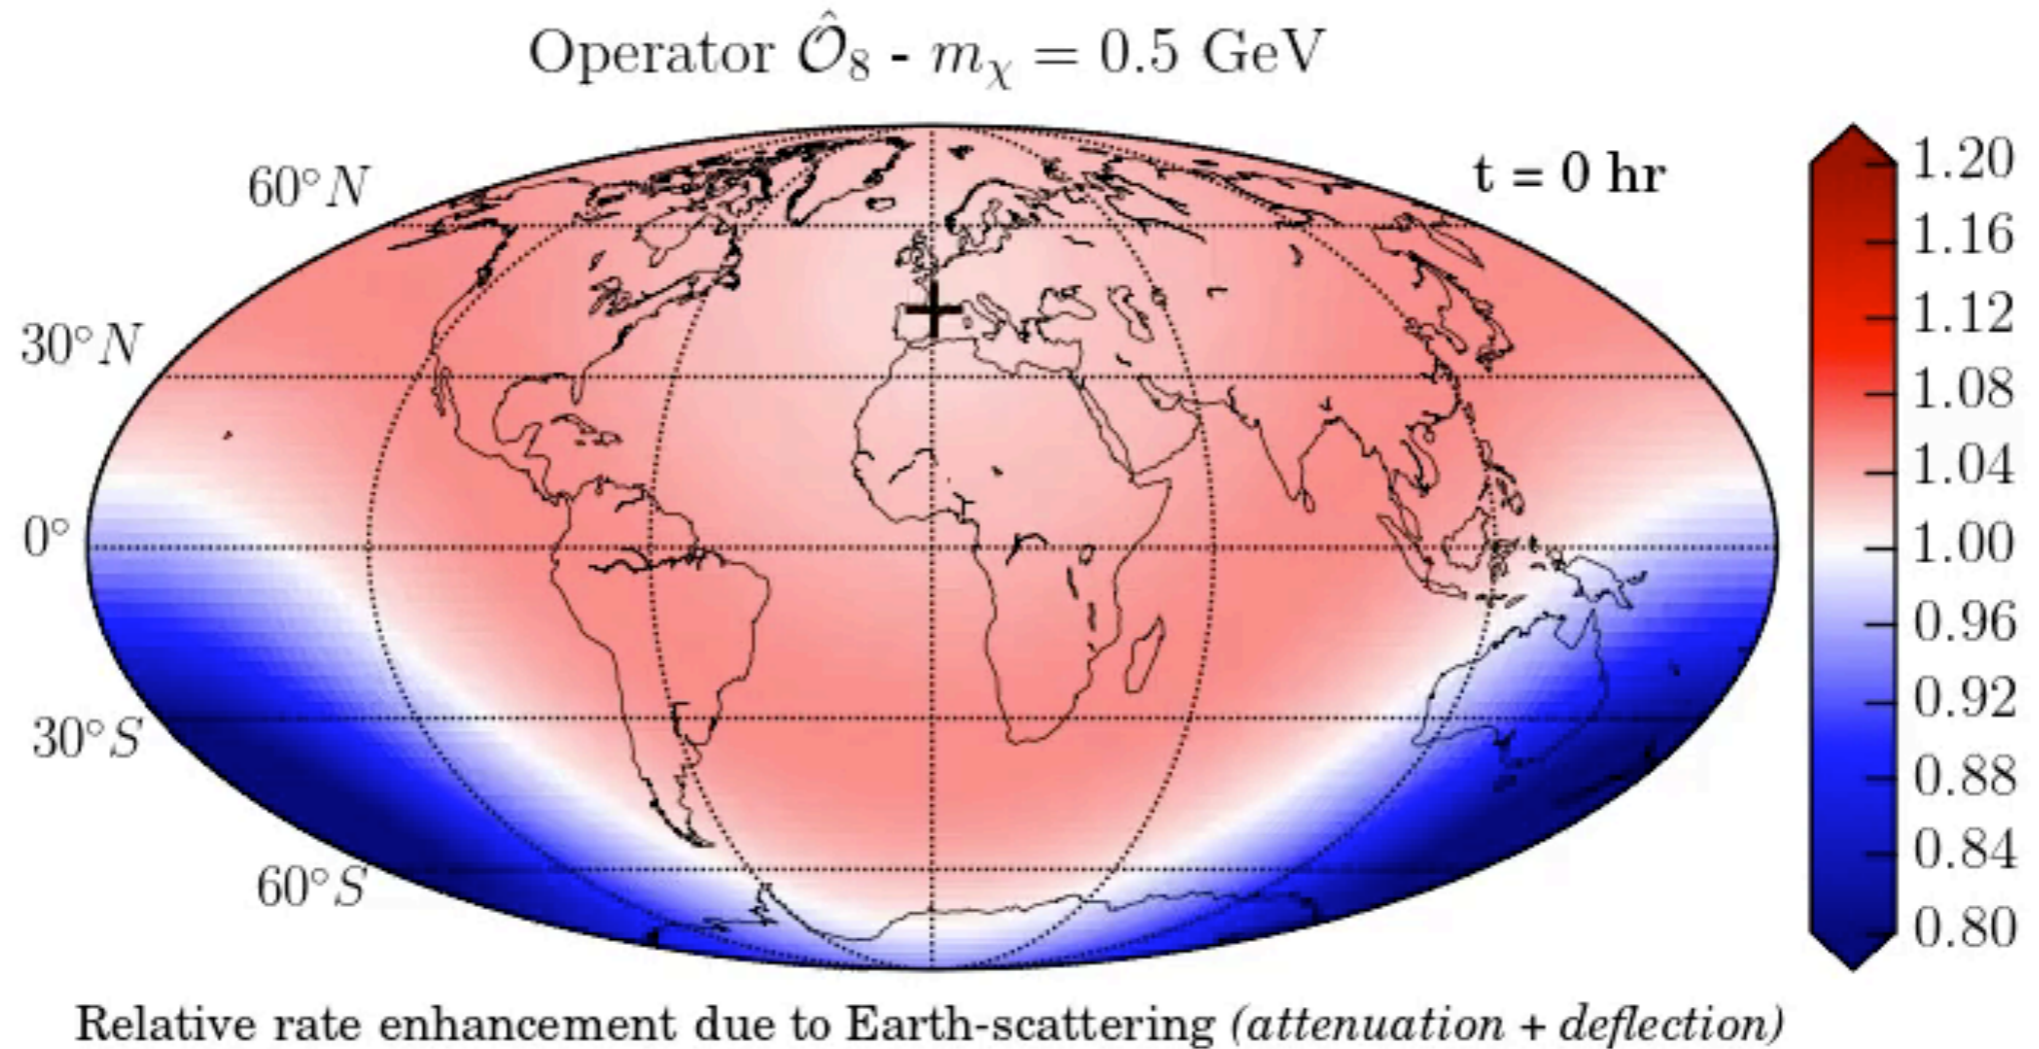 Operator 𝒪̂₈ - m_χ = 0.5 GeV
t = 0 hr
60°N
30°N
0°
30°S
60°S
1.20
1.16
1.12
1.08
1.04
1.00
0.96
0.92
0.88
0.84
0.80
Relative rate enhancement due to Earth-scattering (attenuation + deflection)